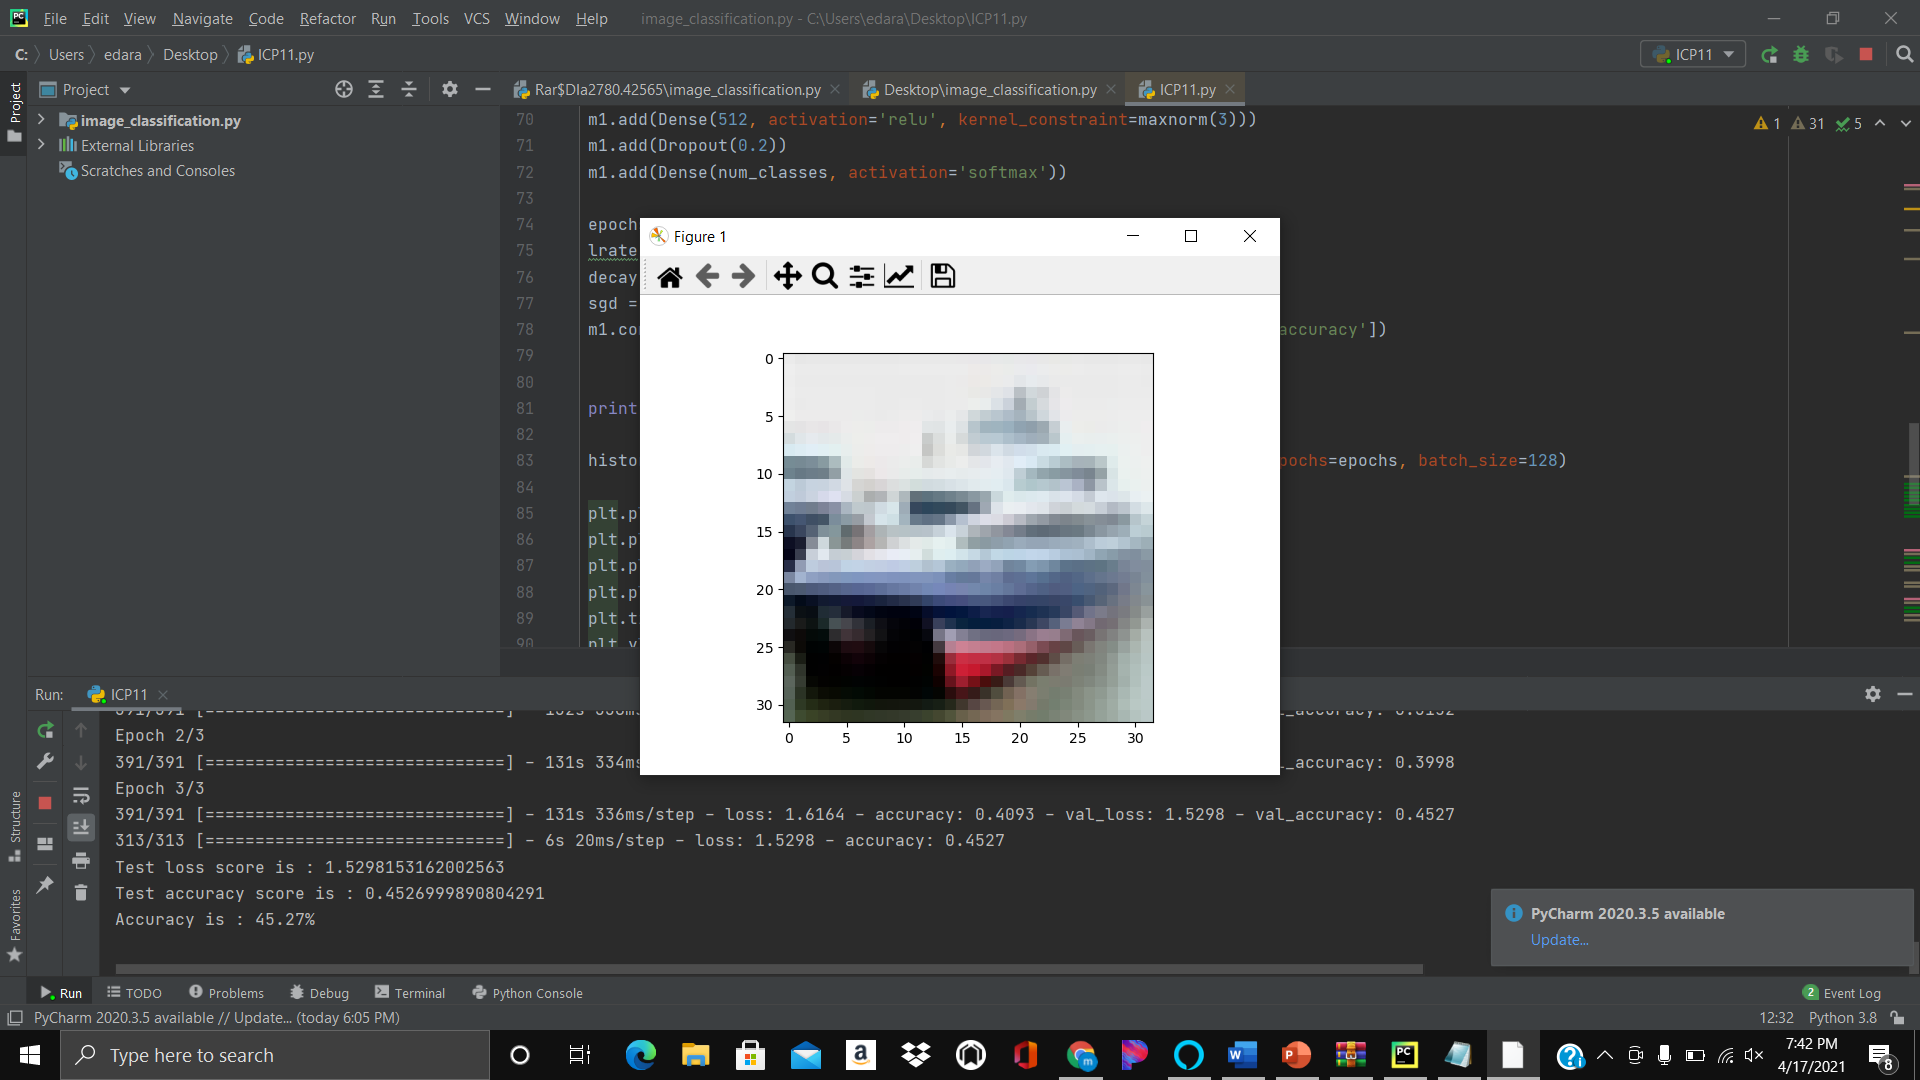 File Edit View Navigate Code Refactor Run Tools VCS Window Help image_classification.py - C:\Users\edara\Desktop\ICP11.py
C: Users edara Desktop ICP11.py ICP11
Project Rar$DIa2780.42565\image_classification.py Desktop\image_classification.py ICP11.py
Project
70 m1.add(Dense(512, activation='relu', kernel_constraint=maxnorm(3))) 1 31 5
image_classification.py
71 m1.add(Dropout(0.2))
External Libraries
72 m1.add(Dense(num_classes, activation='softmax'))
Scratches and Consoles
73
74 epoch
75 lrate
76 decay
77 sgd =
78 m1.co accuracy'])
79
80
81 print
82
83 histo pochs=epochs, batch_size=128)
84
85 plt.p
86 plt.p
87 plt.p
88 plt.p
89 plt.t
90 plt.y
Figure 1
0
5
10
15
20
25
30
0 5 10 15 20 25 30
Run: ICP11
391/391 [==============================]
Epoch 2/3
391/391 [==============================] - 131s 334ms _accuracy: 0.3998
Epoch 3/3
391/391 [==============================] - 131s 336ms/step - loss: 1.6164 - accuracy: 0.4093 - val_loss: 1.5298 - val_accuracy: 0.4527
313/313 [==============================] - 6s 20ms/step - loss: 1.5298 - accuracy: 0.4527
Test loss score is : 1.5298153162002563
Test accuracy score is : 0.4526999890804291
Accuracy is : 45.27%
Structure
Favorites
PyCharm 2020.3.5 available
Update...
Run TODO Problems Debug Terminal Python Console 2 Event Log
PyCharm 2020.3.5 available // Update... (today 6:05 PM) 12:32 Python 3.8
Type here to search
7:42 PM
4/17/2021
8